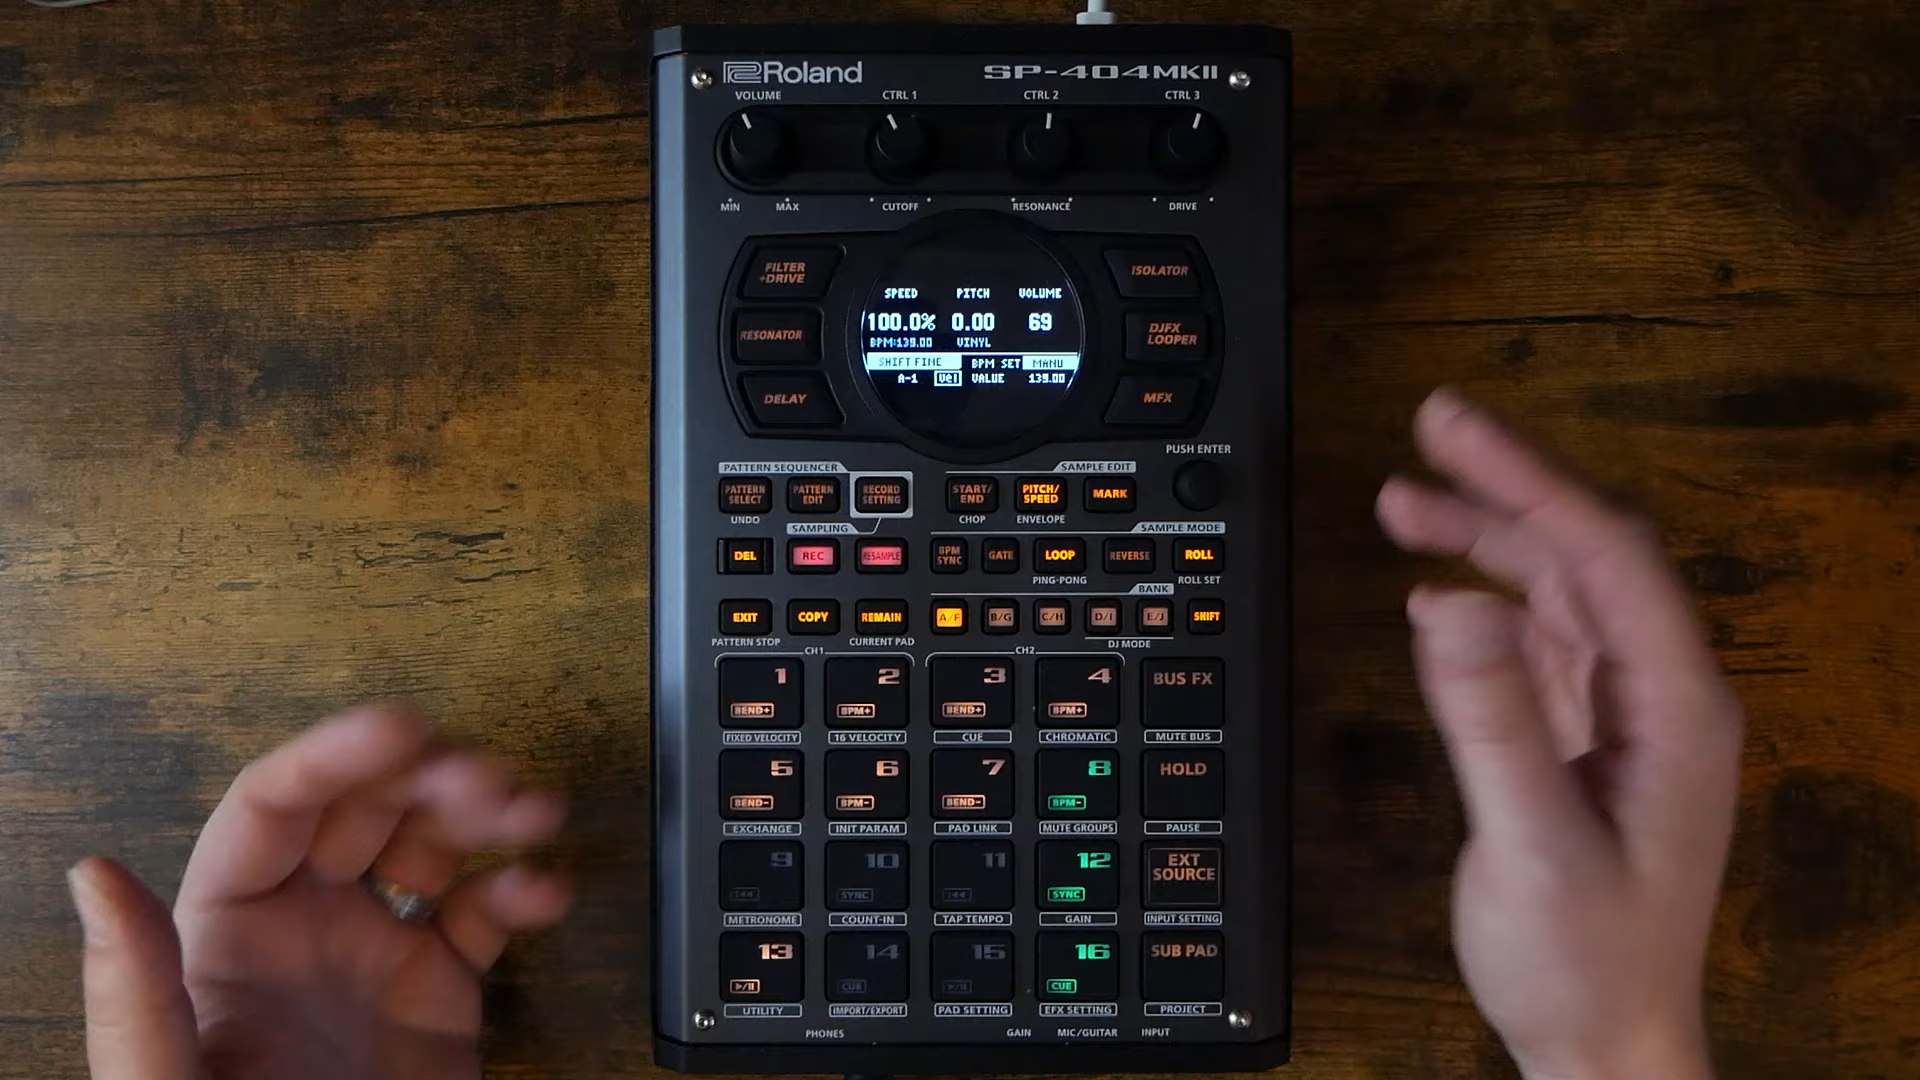 Roland SP-404MKII
VOLUME CTRL 1 CTRL 2 CTRL 3
MIN MAX CUTOFF RESONANCE DRIVE
FILTER
+DRIVE
ISOLATOR
SPEED PITCH VOLUME
100.0% 0.00 69
BPM:139.00 VINYL
SHIFT FINE BPM SET MANU
A-1 Vel VALUE 139.00
RESONATOR
DJFX
LOOPER
DELAY
MFX
PUSH ENTER
PATTERN SEQUENCER SAMPLE EDIT
PATTERN
SELECT
PATTERN
EDIT
RECORD
SETTING
START/
END
PITCH/
SPEED
MARK
UNDO CHOP ENVELOPE
SAMPLING SAMPLE MODE
DEL REC RESAMPLE
BPM
SYNC
GATE LOOP REVERSE ROLL
PING-PONG ROLL SET
BANK
EXIT COPY REMAIN A/F B/G C/H D/I E/J SHIFT
PATTERN STOP CURRENT PAD DJ MODE
CH1 CH2
1 2 3 4 BUS FX
BEND+ BPM+ BEND+ BPM+
FIXED VELOCITY 16 VELOCITY CUE CHROMATIC MUTE BUS
5 6 7 8 HOLD
BEND- BPM- BEND- BPM-
EXCHANGE INIT PARAM PAD LINK MUTE GROUPS PAUSE
9 10 11 12 EXT
SOURCE
SYNC SYNC
METRONOME COUNT-IN TAP TEMPO GAIN INPUT SETTING
13 14 15 16 SUB PAD
CUE CUE
UTILITY IMPORT/EXPORT PAD SETTING EFX SETTING PROJECT
PHONES GAIN MIC/GUITAR INPUT